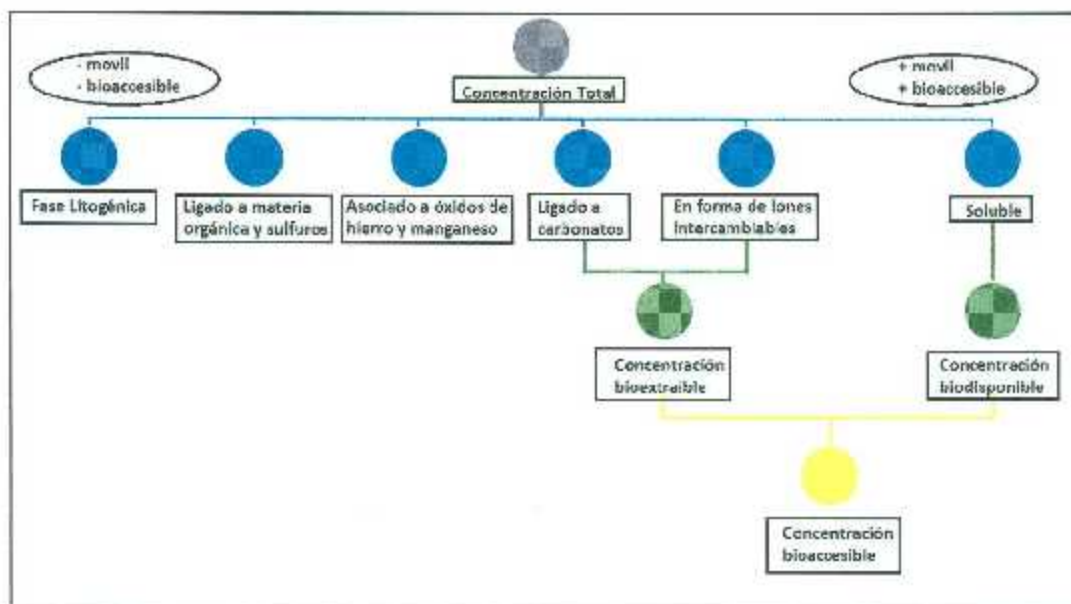 - movil
- bioaccesible
Concentración Total
+ movil
+ bioaccesible
Fase Litogénica
Ligado a materia
orgánica y sulfuros
Asociado a óxidos de
hierro y manganeso
Ligado a
carbonatos
En forma de iones
intercambiables
Soluble
Concentración
bioextraible
Concentración
biodisponible
Concentración
bioaccesible